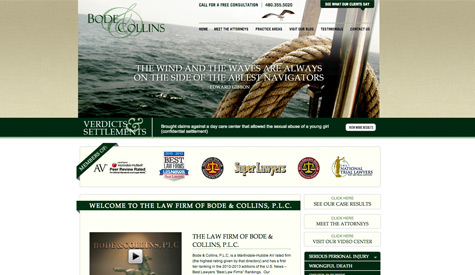 CALL FOR A FREE CONSULTATION | 480.355.5020
SEE WHAT OUR CLIENTS SAY
BODE & COLLINS
HOME MEET THE ATTORNEYS PRACTICE AREAS VISIT OUR BLOG TESTIMONIALS CONTACT US
THE WIND AND THE WAVES ARE ALWAYS
ON THE SIDE OF THE ABLEST NAVIGATORS
EDWARD GIBBON
VERDICTS &
SETTLEMENTS
Brought claims against a day care center that allowed the sexual abuse of a young girl
(confidential settlement)
VIEW MORE RESULTS
MEMBERS OF:
AV
Peer Review Rated
BEST
LAW FIRMS
Super Lawyers
THE
NATIONAL
TRIAL LAWYERS
WELCOME TO THE LAW FIRM OF BODE & COLLINS, P.L.C.
BODE & COLLINS, P.L.C.
THE LAW FIRM OF BODE &
COLLINS, P.L.C.
Bode & Collins, P.L.C. is a Martindale-Hubble AV rated firm
(the highest rating given by that directory) and has a first
tier ranking in the 2010-2013 editions of the U.S. News –
Best Lawyers "Best Law Firms" Rankings. Our
CLICK HERE
SEE OUR CASE RESULTS
CLICK HERE
MEET THE ATTORNEYS
CLICK HERE
VISIT OUR VIDEO CENTER
SERIOUS PERSONAL INJURY
WRONGFUL DEATH